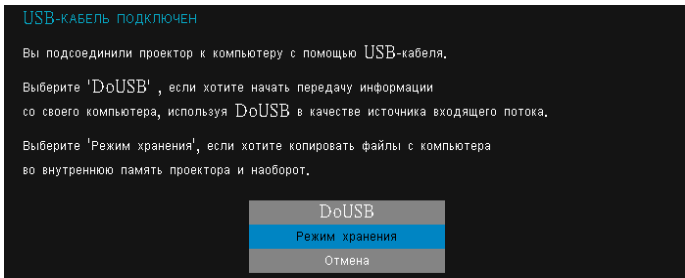 USB-КАБЕЛЬ ПОДКЛЮЧЕН
Вы подсоединили проектор к компьютеру с помощью USB-кабеля.
Выберите 'DoUSB' , если хотите начать передачу информации
со своего компьютера, используя DoUSB в качестве источника входящего потока.
Выберите 'Режим хранения', если хотите копировать файлы с компьютера
во внутреннюю память проектора и наоборот.
DoUSB
Режим хранения
Отмена